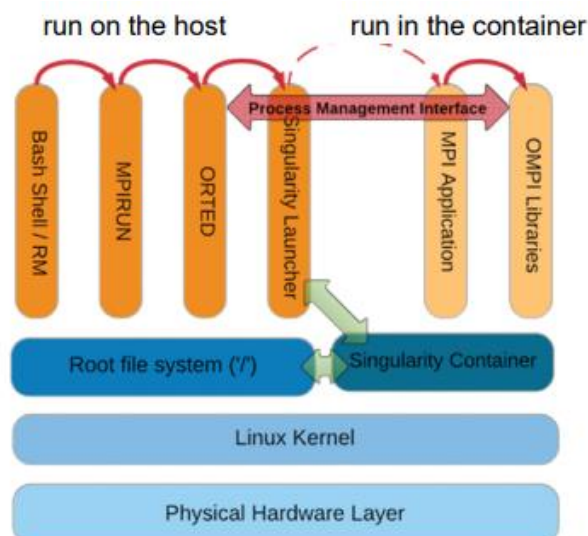 run on the host
run in the container
Process Management Interface
Bash Shell / RM
MPIRUN
ORTED
Singularity Launcher
MPI Application
OMPI Libraries
Root file system ('/')
Singularity Container
Linux Kernel
Physical Hardware Layer